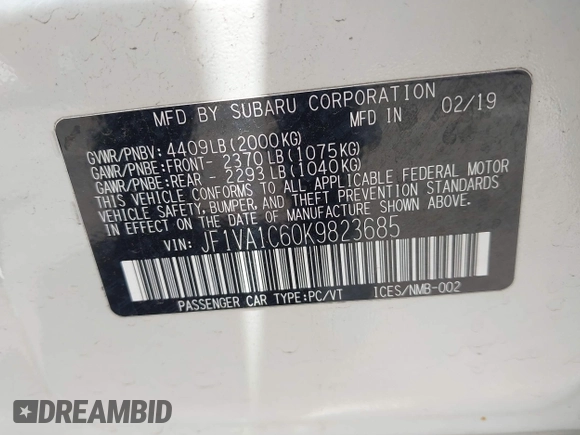 MFD BY SUBARU CORPORATION 02/19
GVWR/PNBV: 4409LB(2000KG)
GAWR/PNBE:FRONT- 2370LB(1075KG)
GAWR/PNBE:REAR - 2293LB(1040KG)
THIS VEHICLE CONFORMS TO ALL APPLICABLE FEDERAL MOTOR
VEHICLE SAFETY,BUMPER,AND THEFT PREVENTION STANDARDS
IN EFFECT ON THE DATE OF MANUFACTURE SHOWN ABOVE.
VIN: JF1VA1C60K9823685
PASSENGER CAR TYPE:PC/VT ICES/NMB-002
DREAMBID